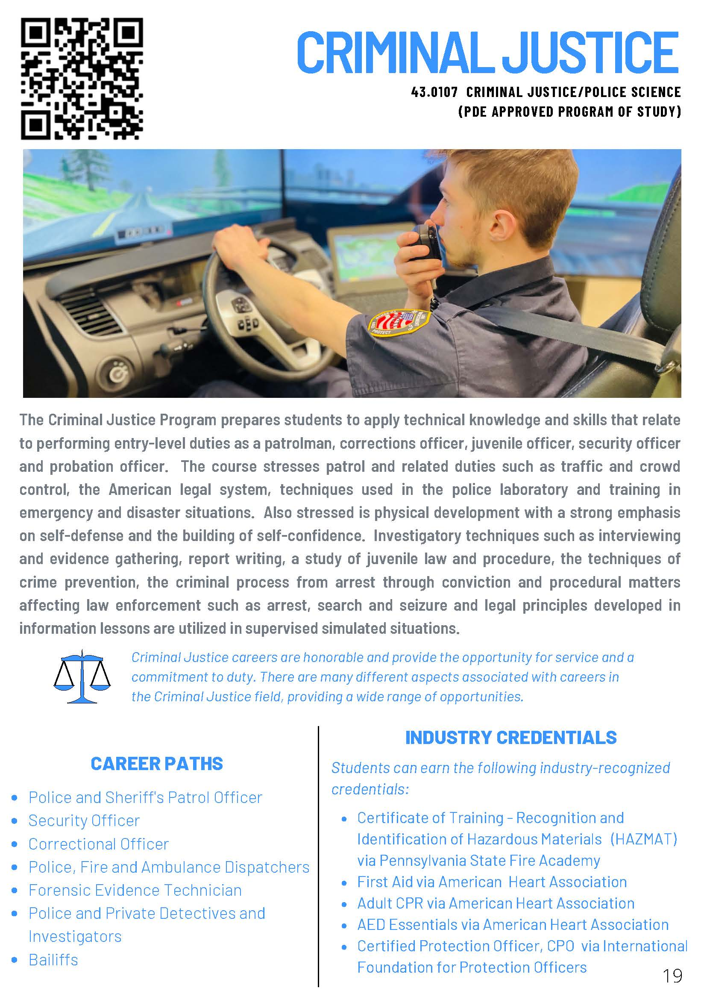 CRIMINAL JUSTICE
43.0107 CRIMINAL JUSTICE/POLICE SCIENCE
(PDE APPROVED PROGRAM OF STUDY)
PROTECT
The Criminal Justice Program prepares students to apply technical knowledge and skills that relate
to performing entry-level duties as a patrolman, corrections officer, juvenile officer, security officer
and probation officer. The course stresses patrol and related duties such as traffic and crowd
control, the American legal system, techniques used in the police laboratory and training in
emergency and disaster situations. Also stressed is physical development with a strong emphasis
on self-defense and the building of self-confidence. Investigatory techniques such as interviewing
and evidence gathering, report writing, a study of juvenile law and procedure, the techniques of
crime prevention, the criminal process from arrest through conviction and procedural matters
affecting law enforcement such as arrest, search and seizure and legal principles developed in
information lessons are utilized in supervised simulated situations.
Criminal Justice careers are honorable and provide the opportunity for service and a
commitment to duty. There are many different aspects associated with careers in
the Criminal Justice field, providing a wide range of opportunities.
CAREER PATHS
• Police and Sheriff's Patrol Officer
• Security Officer
• Correctional Officer
• Police, Fire and Ambulance Dispatchers
• Forensic Evidence Technician
• Police and Private Detectives and
Investigators
• Bailiffs
INDUSTRY CREDENTIALS
Students can earn the following industry-recognized
credentials:
• Certificate of Training - Recognition and
Identification of Hazardous Materials (HAZMAT)
via Pennsylvania State Fire Academy
• First Aid via American Heart Association
• Adult CPR via American Heart Association
• AED Essentials via American Heart Association
• Certified Protection Officer, CPO via International
Foundation for Protection Officers
19